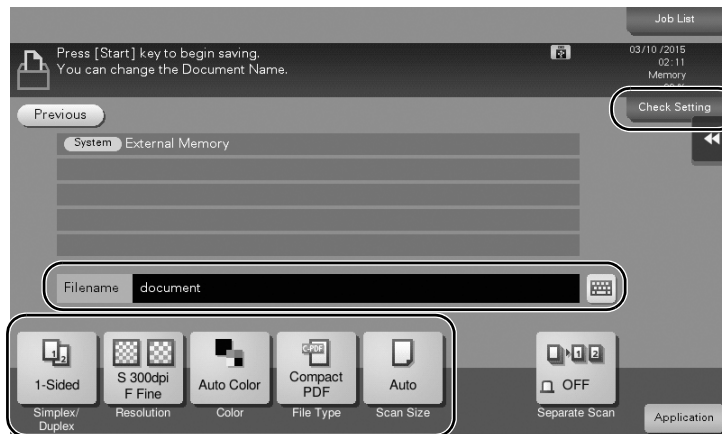 Job List
Press [Start] key to begin saving.
You can change the Document Name.
03/10 /2015
02:11
Memory
Check Setting
Previous
System External Memory
Filename document
1-Sided
S 300dpi
F Fine
Auto Color
C-PDF
Compact
PDF
Auto
1 2
OFF
Simplex/
Duplex
Resolution
Color
File Type
Scan Size
Separate Scan
Application